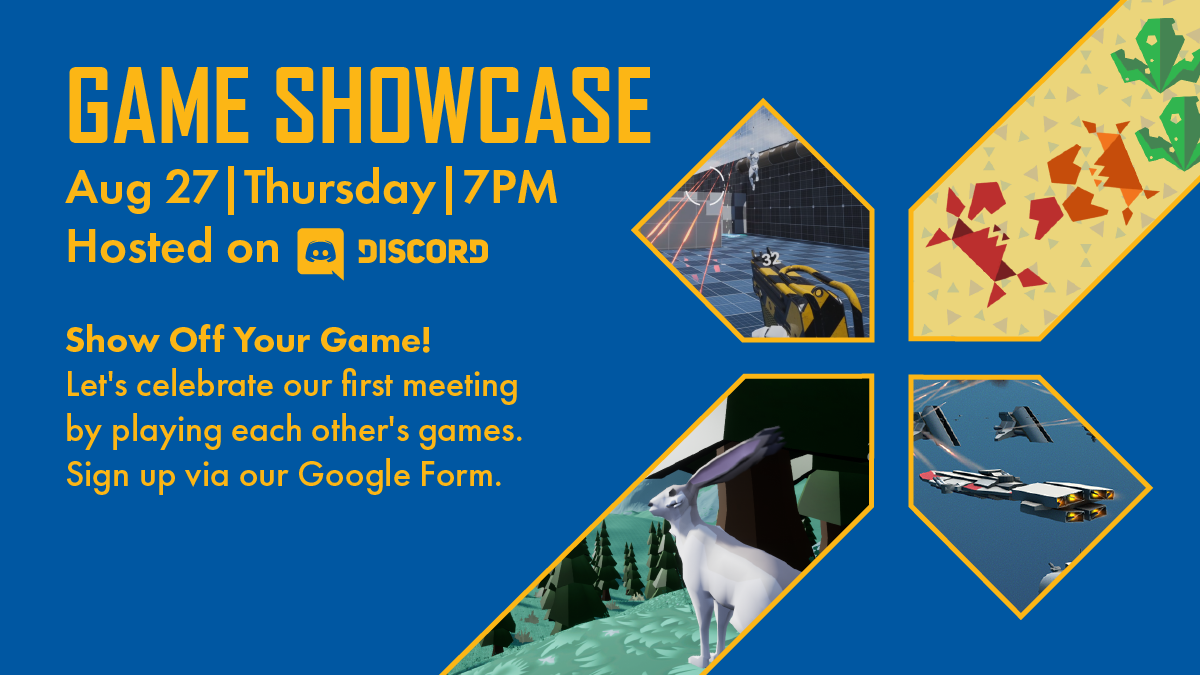 GAME SHOWCASE
Aug 27|Thursday|7PM
Hosted on DISCORD
Show Off Your Game!
Let's celebrate our first meeting
by playing each other's games.
Sign up via our Google Form.
32